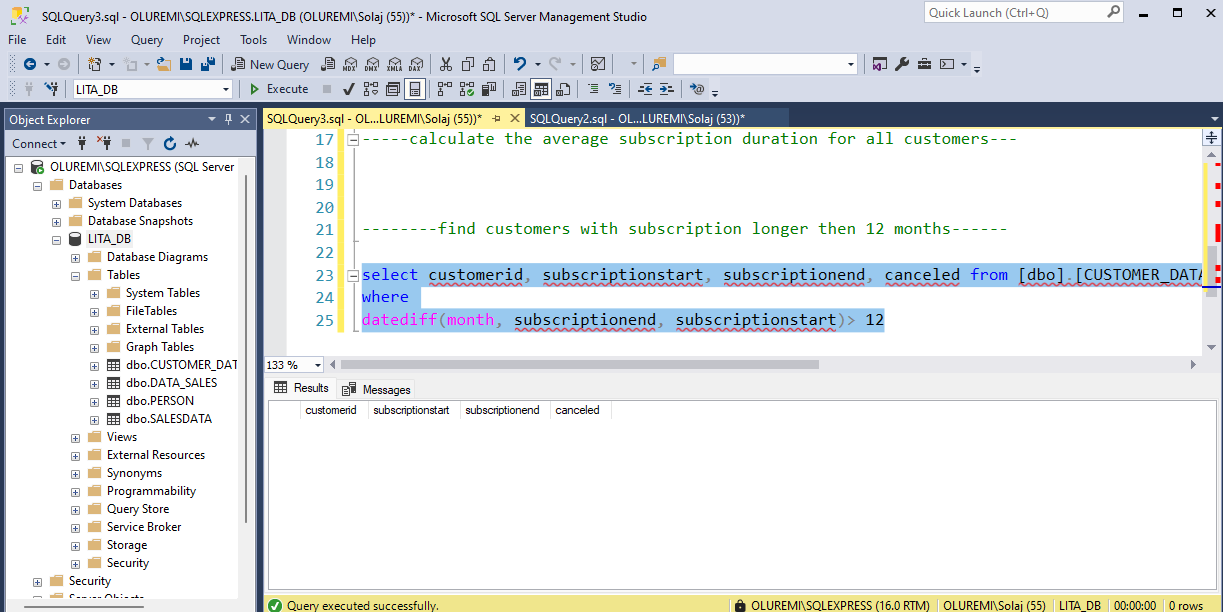 SQLQuery3.sql - OLUREMI\SQLEXPRESS.LITA_DB (OLUREMI\Solaj (55))* - Microsoft SQL Server Management Studio
Quick Launch (Ctrl+Q)
File Edit View Query Project Tools Window Help
New Query
MDX DMX XMLA DAX
LITA_DB
Execute
Object Explorer
SQLQuery3.sql - OL...LUREMI\Solaj (55))*
SQLQuery2.sql - OL...LUREMI\Solaj (53))*
Connect
OLUREMI\SQLEXPRESS (SQL Server
Databases
System Databases
Database Snapshots
LITA_DB
Database Diagrams
Tables
System Tables
FileTables
External Tables
Graph Tables
dbo.CUSTOMER_DAT
dbo.DATA_SALES
dbo.PERSON
dbo.SALESDATA
Views
External Resources
Synonyms
Programmability
Query Store
Service Broker
Storage
Security
Security
Server Objects
17 -----calculate the average subscription duration for all customers---
18
19
20
21 --------find customers with subscription longer then 12 months------
22
23 select customerid, subscriptionstart, subscriptionend, canceled from [dbo].[CUSTOMER_DATA
24 where
25 datediff(month, subscriptionend, subscriptionstart)> 12
133 %
Results Messages
customerid subscriptionstart subscriptionend canceled
Query executed successfully.
OLUREMI\SQLEXPRESS (16.0 RTM) OLUREMI\Solaj (55) LITA_DB 00:00:00 0 rows